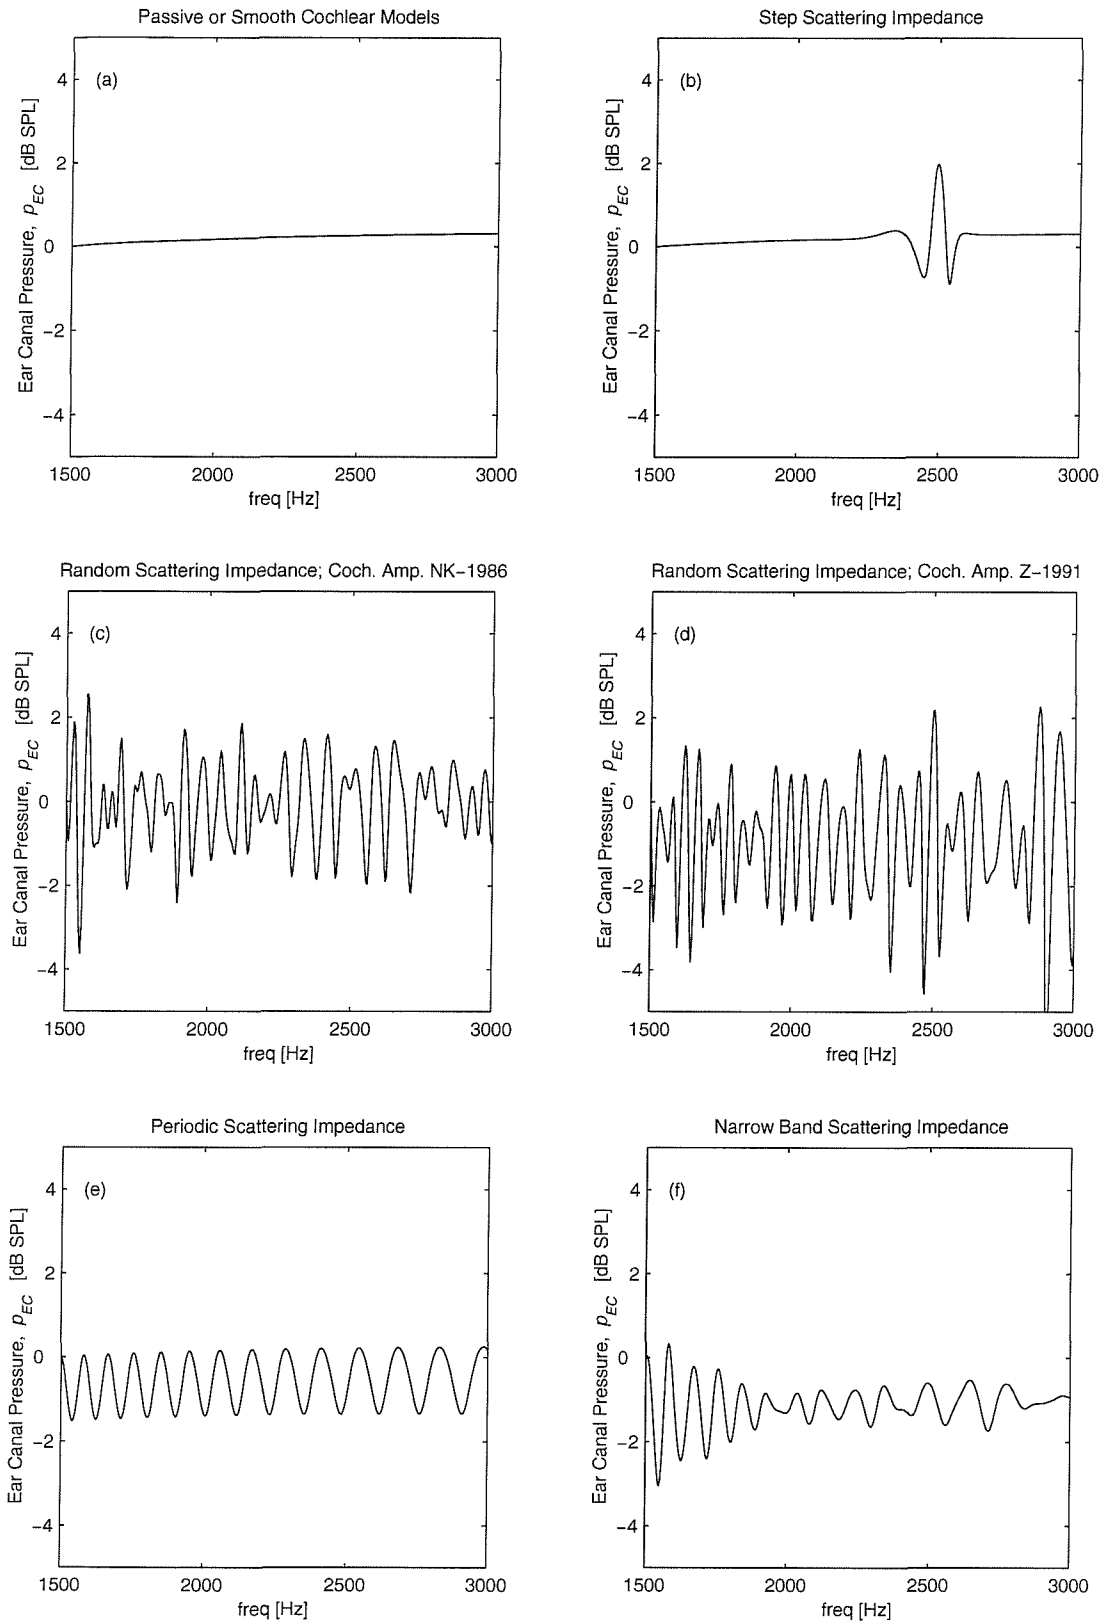 Passive or Smooth Cochlear Models
(a)
Ear Canal Pressure, p_EC [dB SPL]
4
2
0
−2
−4
1500 2000 2500 3000
freq [Hz]
Step Scattering Impedance
(b)
Ear Canal Pressure, p_EC [dB SPL]
4
2
0
−2
−4
1500 2000 2500 3000
freq [Hz]
Random Scattering Impedance; Coch. Amp. NK−1986
(c)
Ear Canal Pressure, p_EC [dB SPL]
4
2
0
−2
−4
1500 2000 2500 3000
freq [Hz]
Random Scattering Impedance; Coch. Amp. Z−1991
(d)
Ear Canal Pressure, p_EC [dB SPL]
4
2
0
−2
−4
1500 2000 2500 3000
freq [Hz]
Periodic Scattering Impedance
(e)
Ear Canal Pressure, p_EC [dB SPL]
4
2
0
−2
−4
1500 2000 2500 3000
freq [Hz]
Narrow Band Scattering Impedance
(f)
Ear Canal Pressure, p_EC [dB SPL]
4
2
0
−2
−4
1500 2000 2500 3000
freq [Hz]